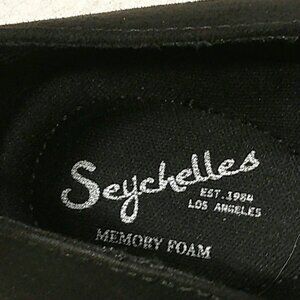 Seychelles
EST.1984
LOS ANGELES
MEMORY FOAM